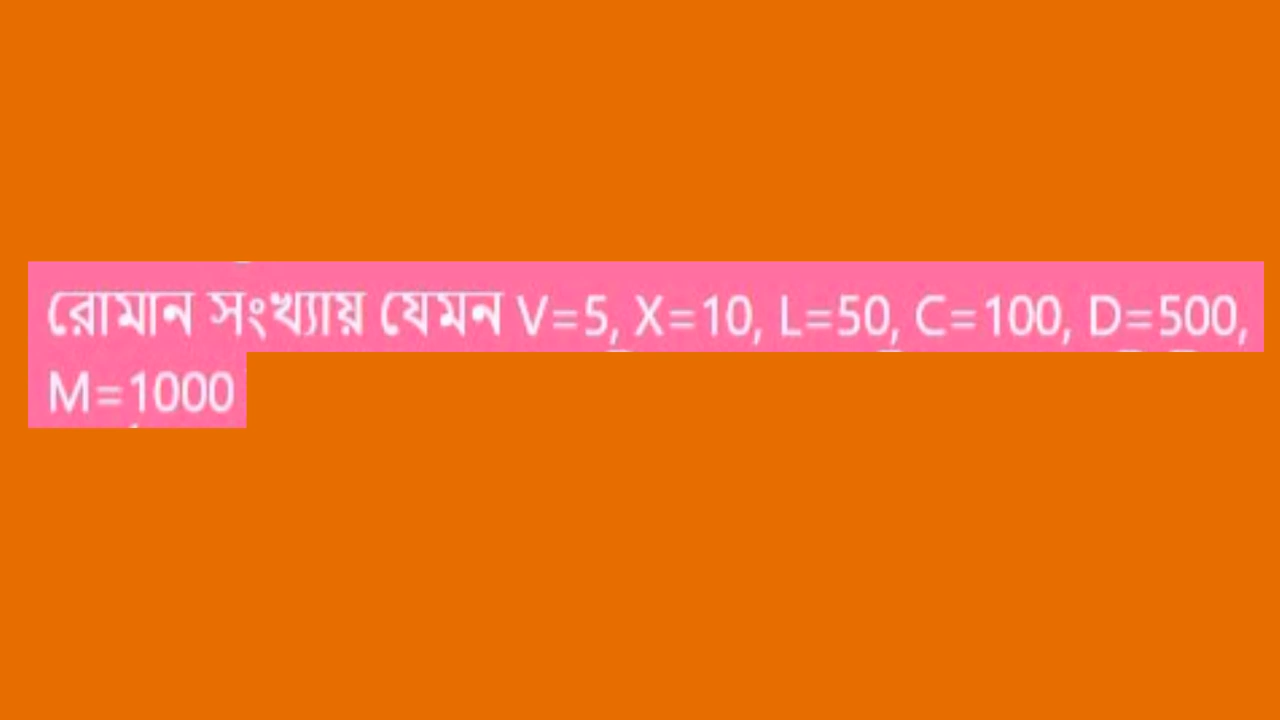 রোমান সংখ্যায় যেমন V=5, X=10, L=50, C=100, D=500,
M=1000